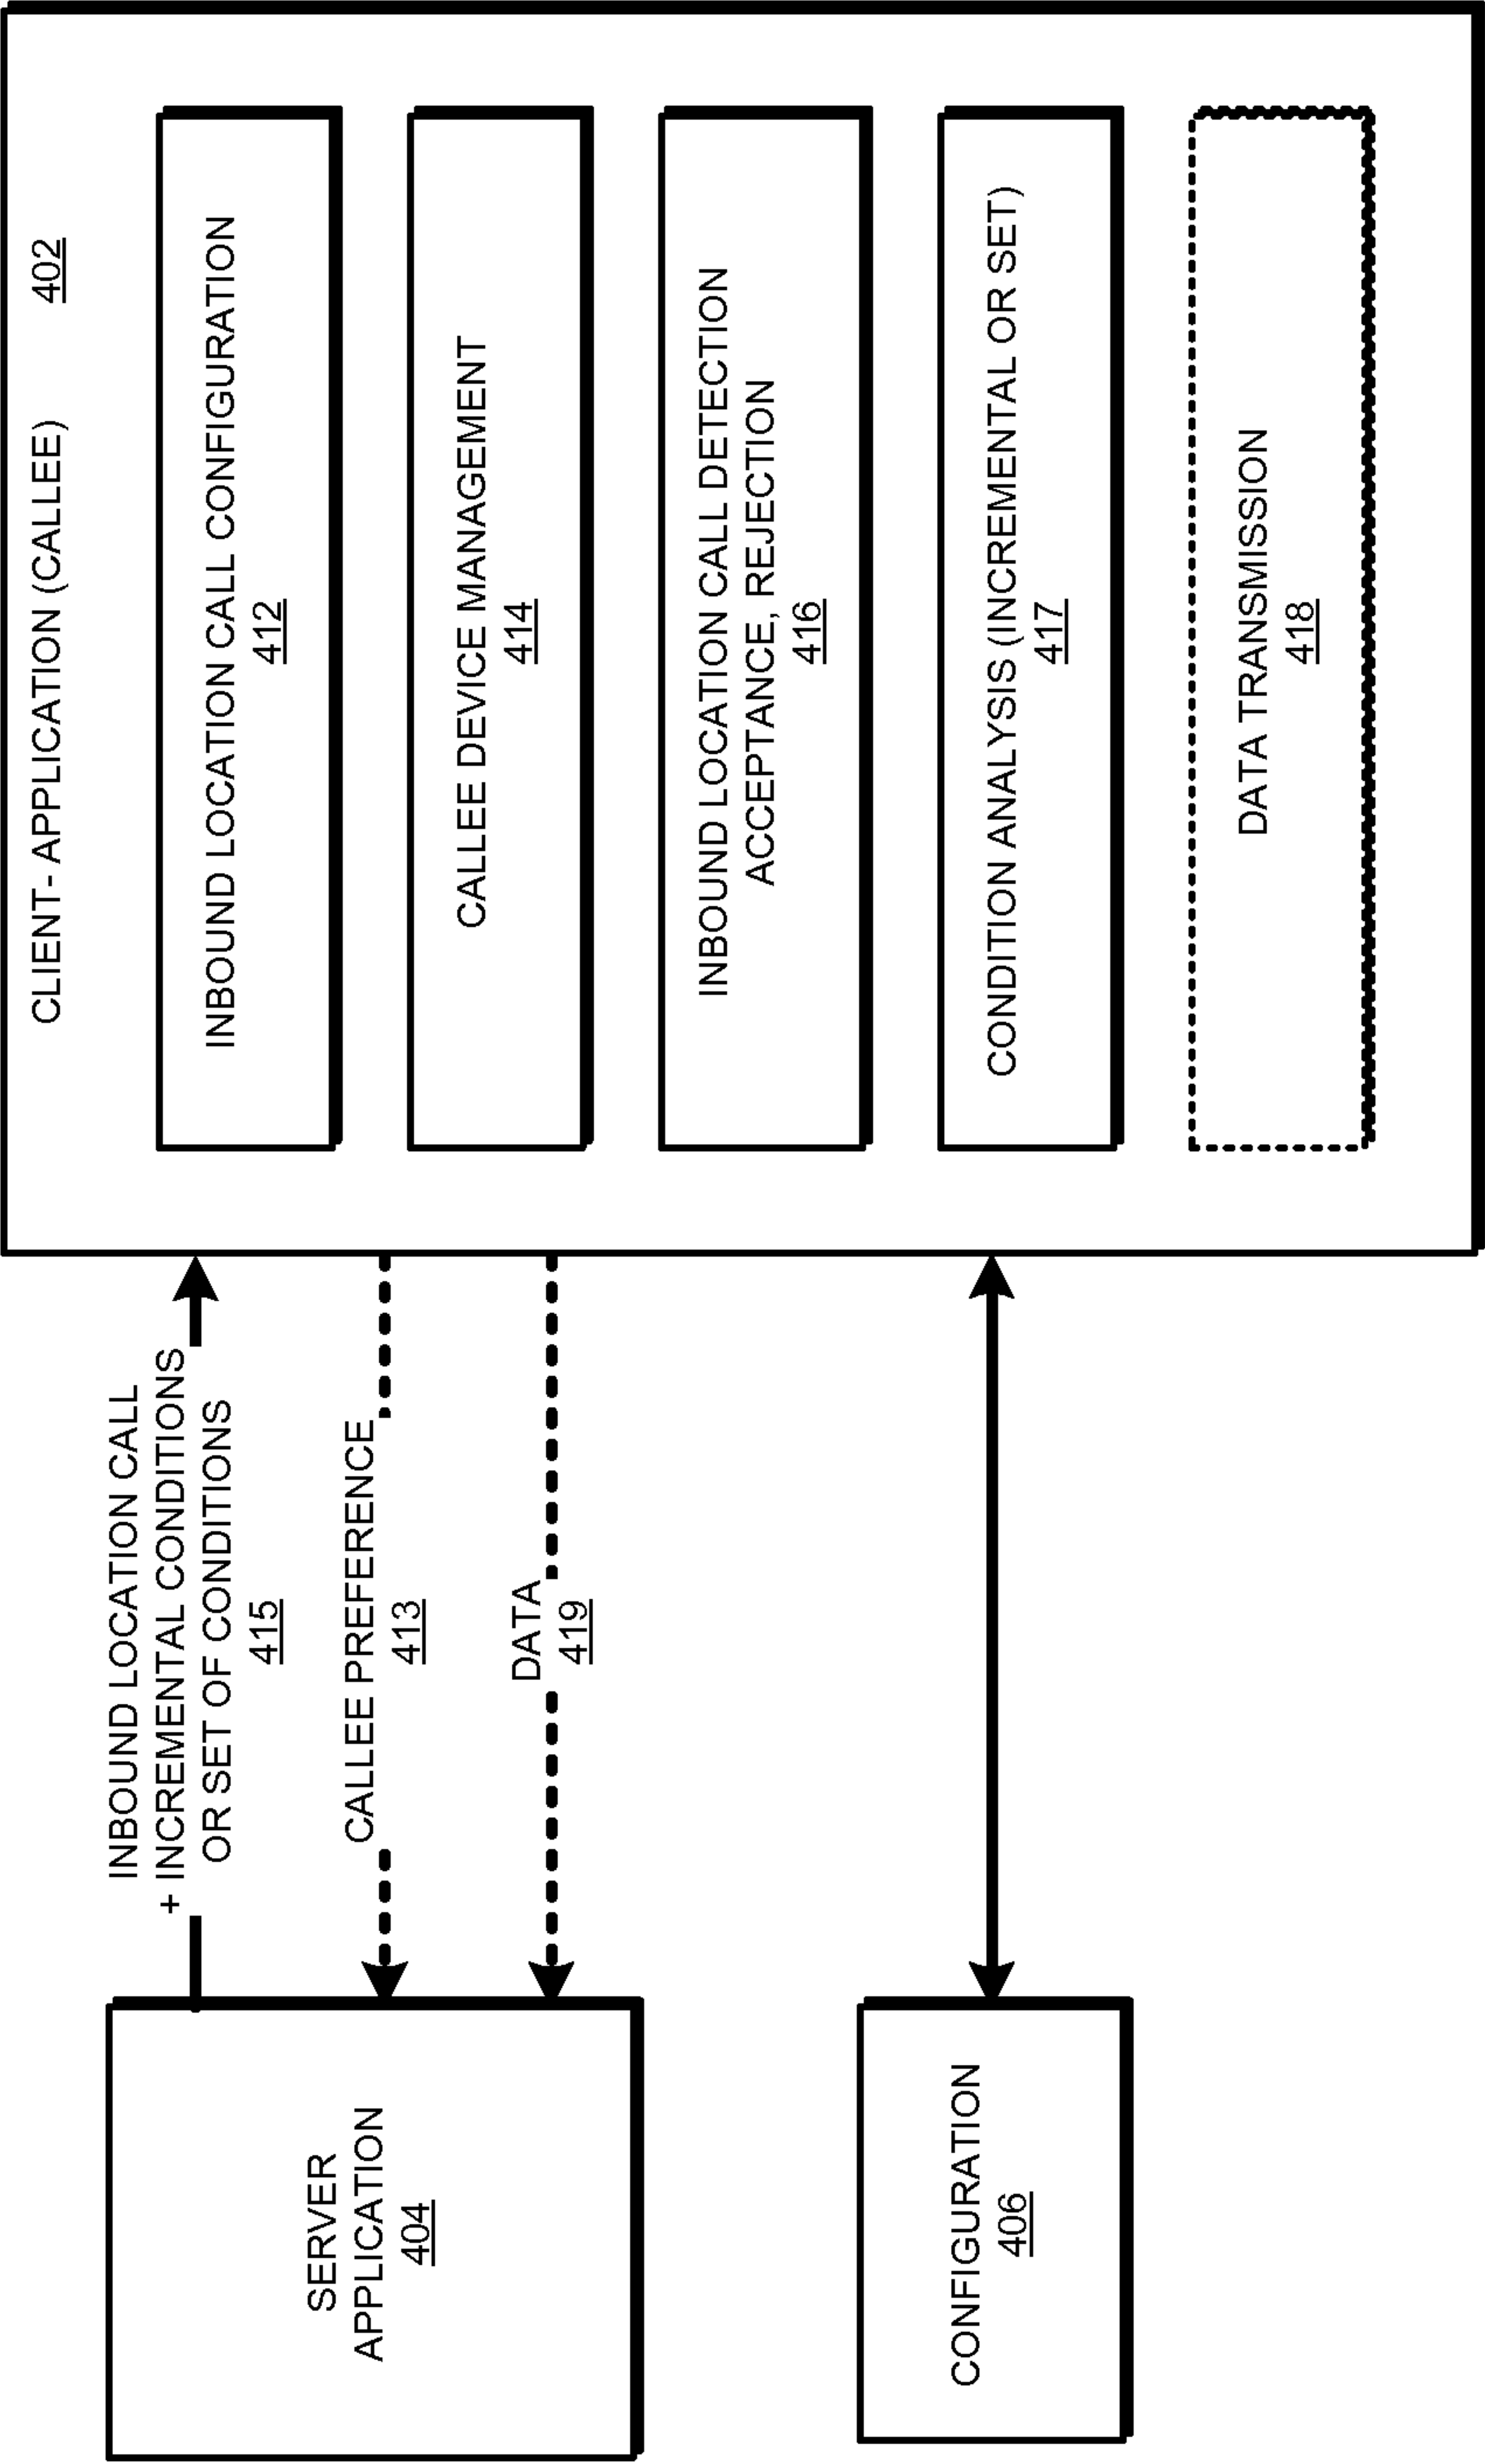 CLIENT- APPLICATION (CALLEE) 402
INBOUND LOCATION CALL CONFIGURATION
412
CALLEE DEVICE MANAGEMENT
414
INBOUND LOCATION CALL DETECTION
ACCEPTANCE, REJECTION
416
CONDITION ANALYSIS (INCREMENTAL OR SET)
417
DATA TRANSMISSION
418
INBOUND LOCATION CALL
+ INCREMENTAL CONDITIONS
OR SET OF CONDITIONS
415
CALLEE PREFERENCE
413
DATA
419
SERVER
APPLICATION
404
CONFIGURATION
406